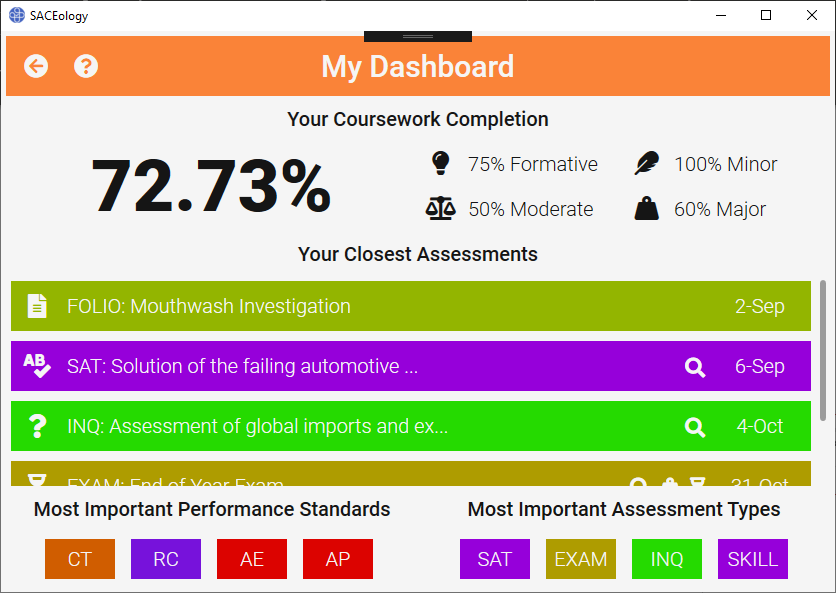 SACEology
My Dashboard
Your Coursework Completion
72.73%
75% Formative
100% Minor
50% Moderate
60% Major
Your Closest Assessments
FOLIO: Mouthwash Investigation 2-Sep
AB SAT: Solution of the failing automotive ... 6-Sep
? INQ: Assessment of global imports and ex... 4-Oct
EXAM: End of Year Exam 31-Oct
Most Important Performance Standards
CT RC AE AP
Most Important Assessment Types
SAT EXAM INQ SKILL